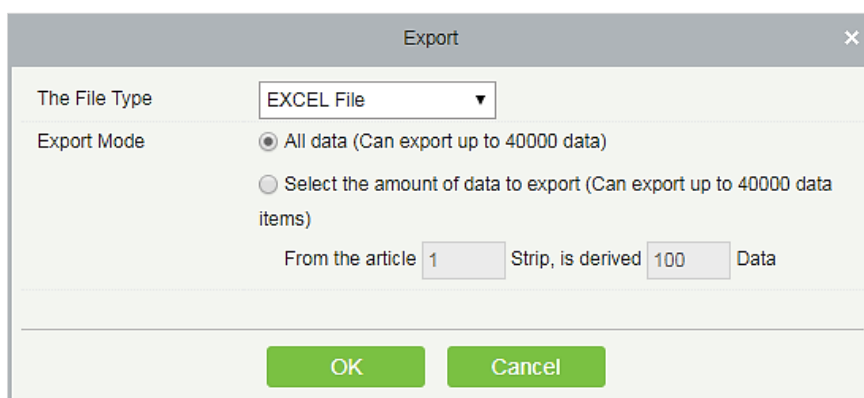 Export
The File Type EXCEL File
Export Mode All data (Can export up to 40000 data)
Select the amount of data to export (Can export up to 40000 data
items)
From the article 1 Strip, is derived 100 Data
OK Cancel